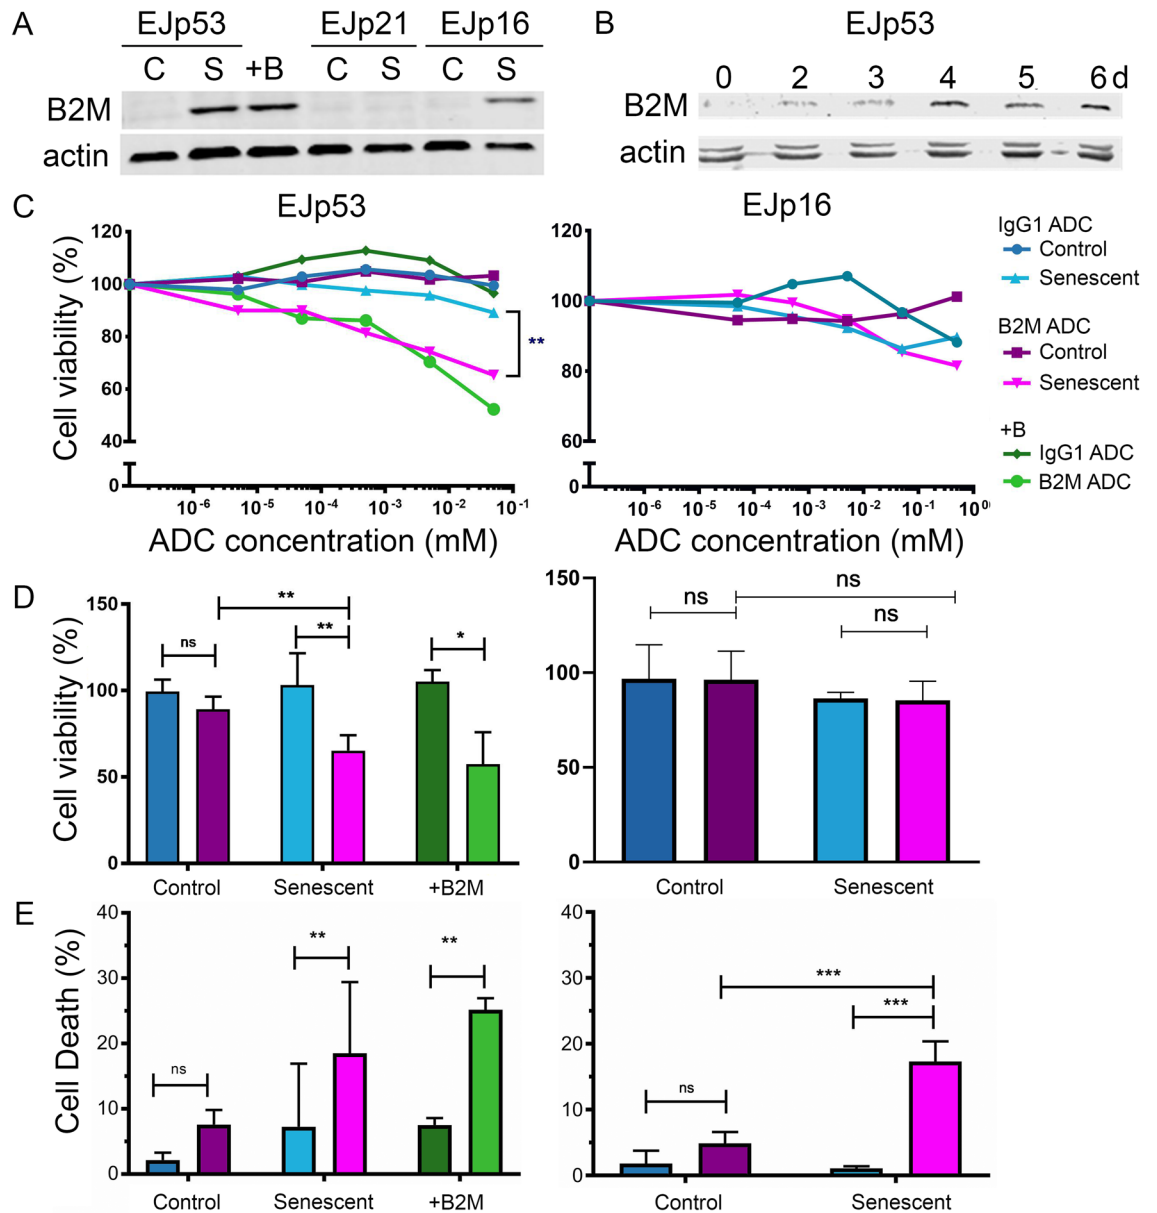 A
EJp53 EJp21 EJp16
C S +B C S C S
B2M
actin
B
EJp53
0 2 3 4 5 6 d
B2M
actin
C
EJp53
Cell viability (%)
120
100
80
60
40
0
**
10-6 10-5 10-4 10-3 10-2 10-1
ADC concentration (mM)
EJp16
120
100
80
60
0
10-6 10-5 10-4 10-3 10-2 10-1 100
ADC concentration (mM)
IgG1 ADC
Control
Senescent
B2M ADC
Control
Senescent
+B
IgG1 ADC
B2M ADC
D
Cell viability (%)
150
100
50
0
ns ** ** *
Control Senescent +B2M
150
100
50
0
ns ns ns
Control Senescent
E
Cell Death (%)
40
30
20
10
0
ns ** **
Control Senescent +B2M
40
30
20
10
0
ns *** ***
Control Senescent